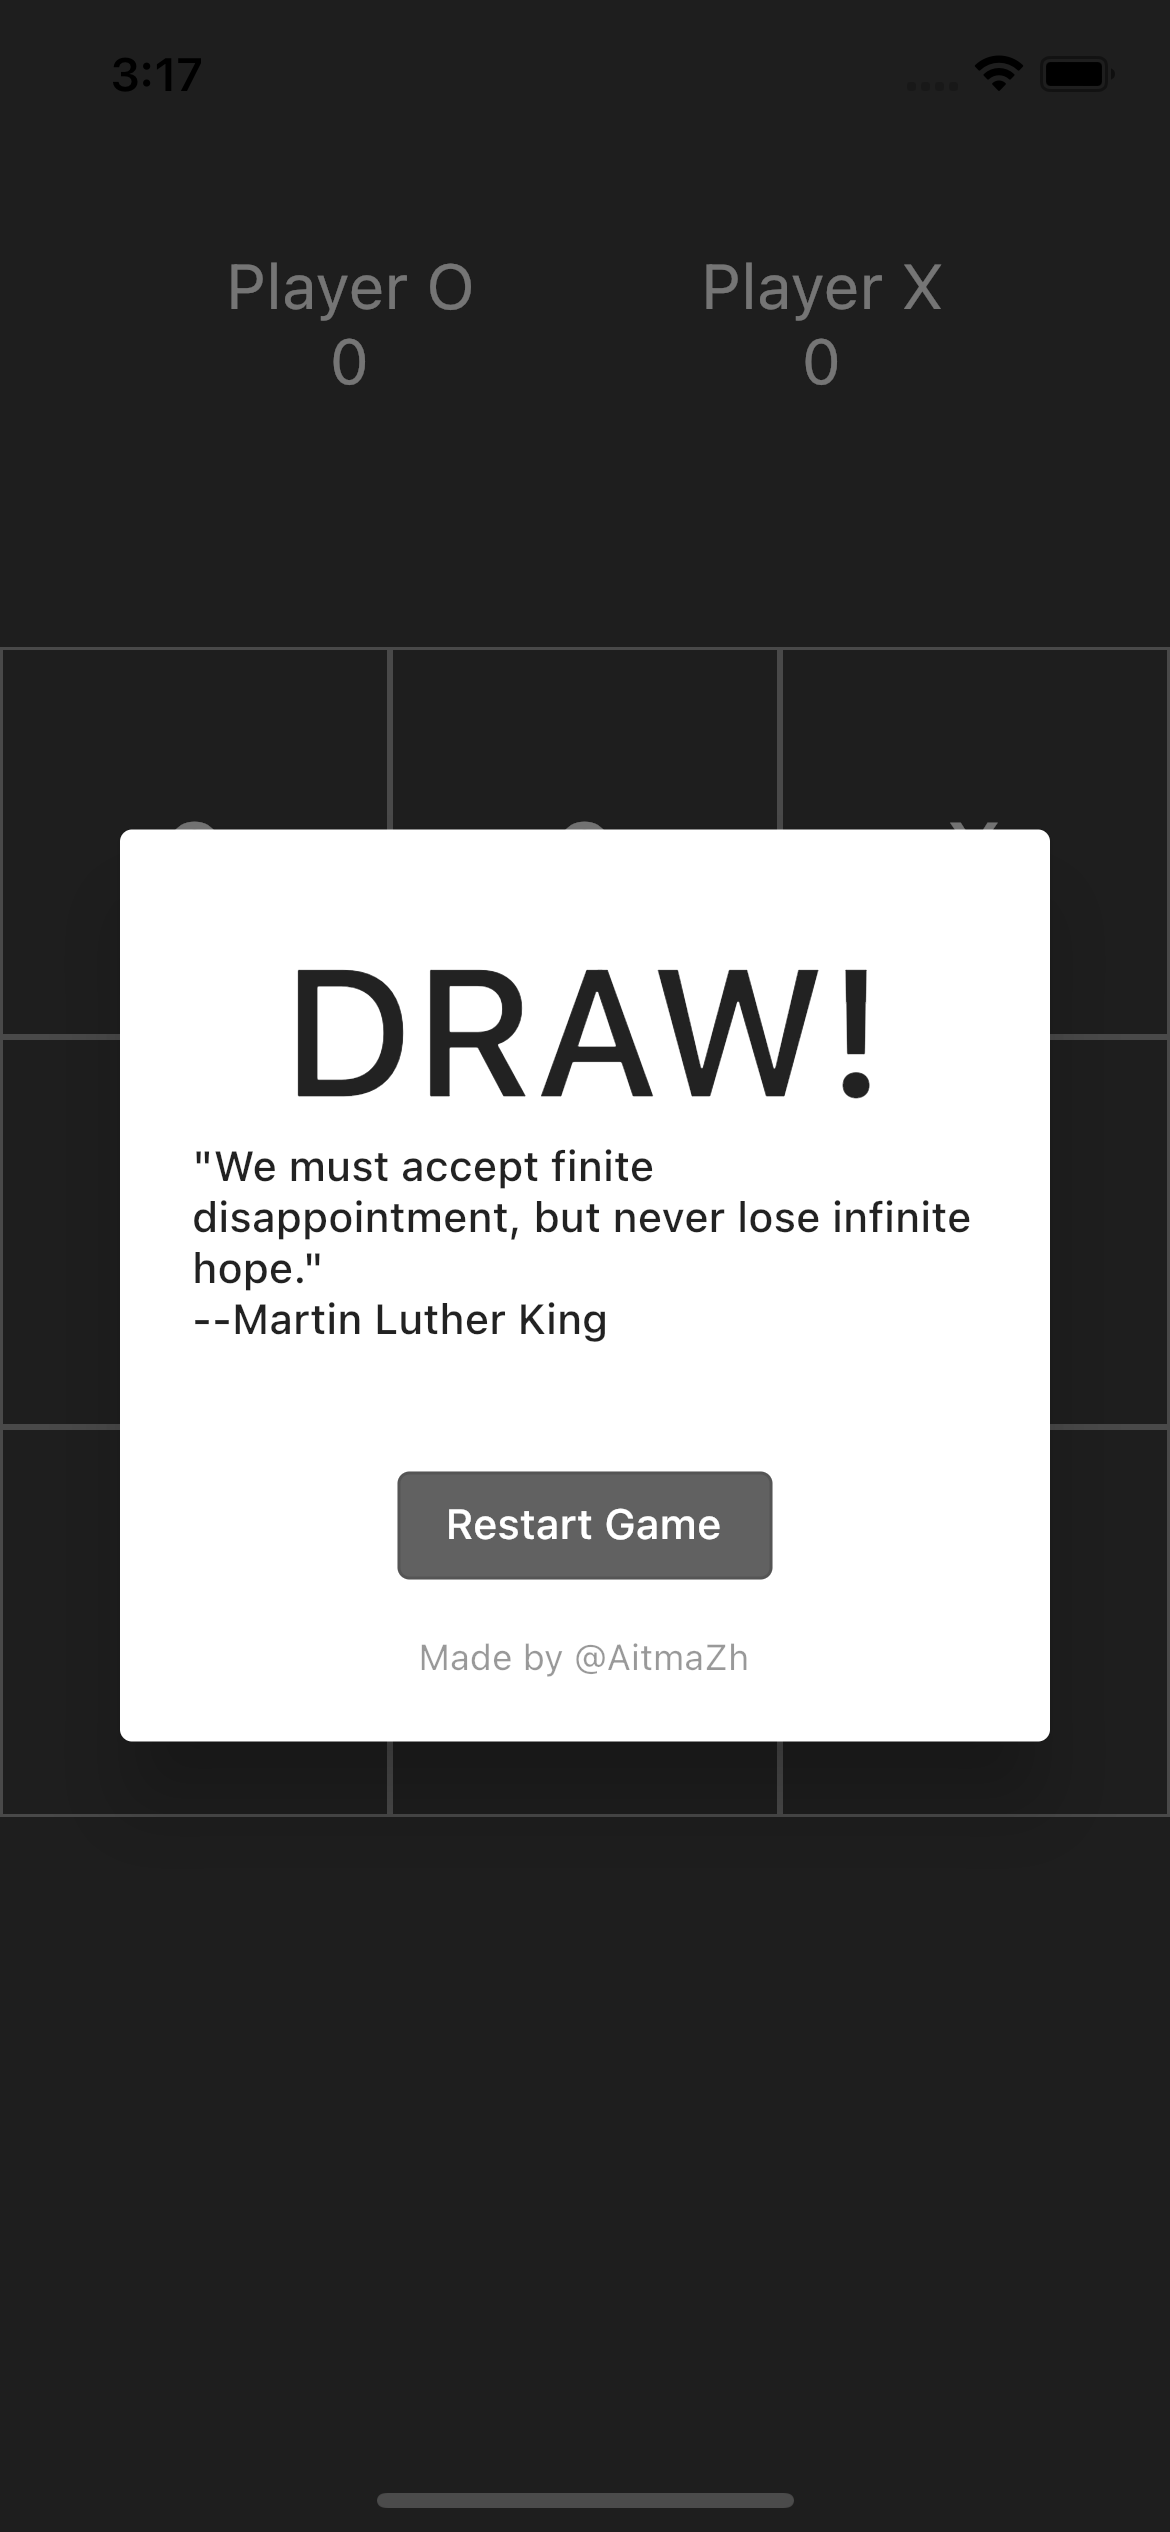 3:17
Player O Player X
0 0
O O X
DRAW!
"We must accept finite
disappointment, but never lose infinite
hope."
--Martin Luther King
Restart Game
Made by @AitmaZh